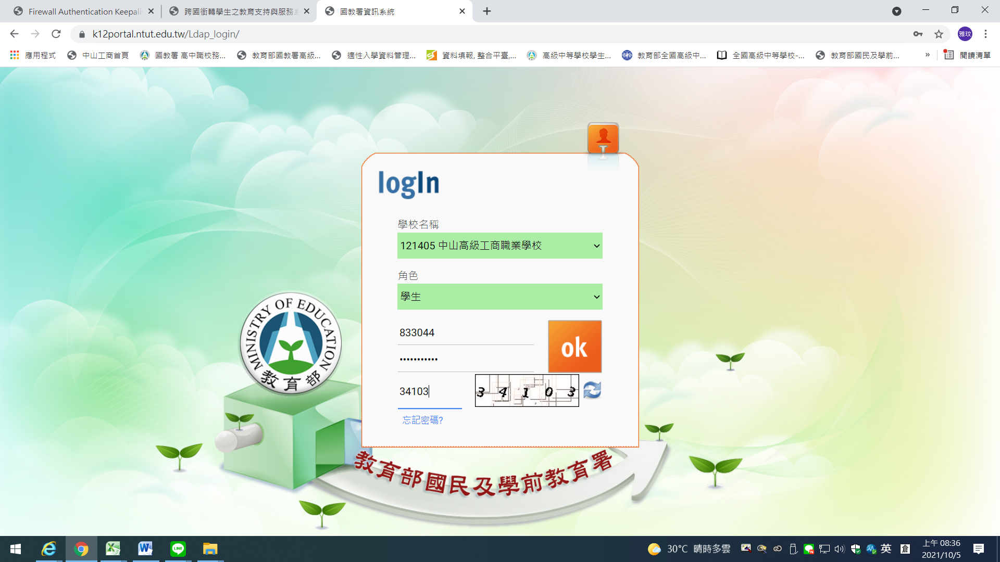 Firewall Authentication Keepali
跨國銜轉學生之教育支持與服務
國教署資訊系統
k12portal.ntut.edu.tw/Ldap_login/
雅玟
應用程式
中山工商首頁
國教署 高中職校務...
教育部國教署高級...
適性入學資料管理...
資料填報, 整合平臺,...
高級中等學校學生...
教育部全國高級中...
全國高級中等學校-...
教育部國民及學前...
»
閱讀清單
logIn
學校名稱
121405 中山高級工商職業學校
角色
學生
833044
•••••••••••
ok
34103
34103
忘記密碼?
MINISTRY OF EDUCATION
教育部
教育部國民及學前教育署
LINE
30°C 晴時多雲
英
倉
上午 08:36
2021/10/5